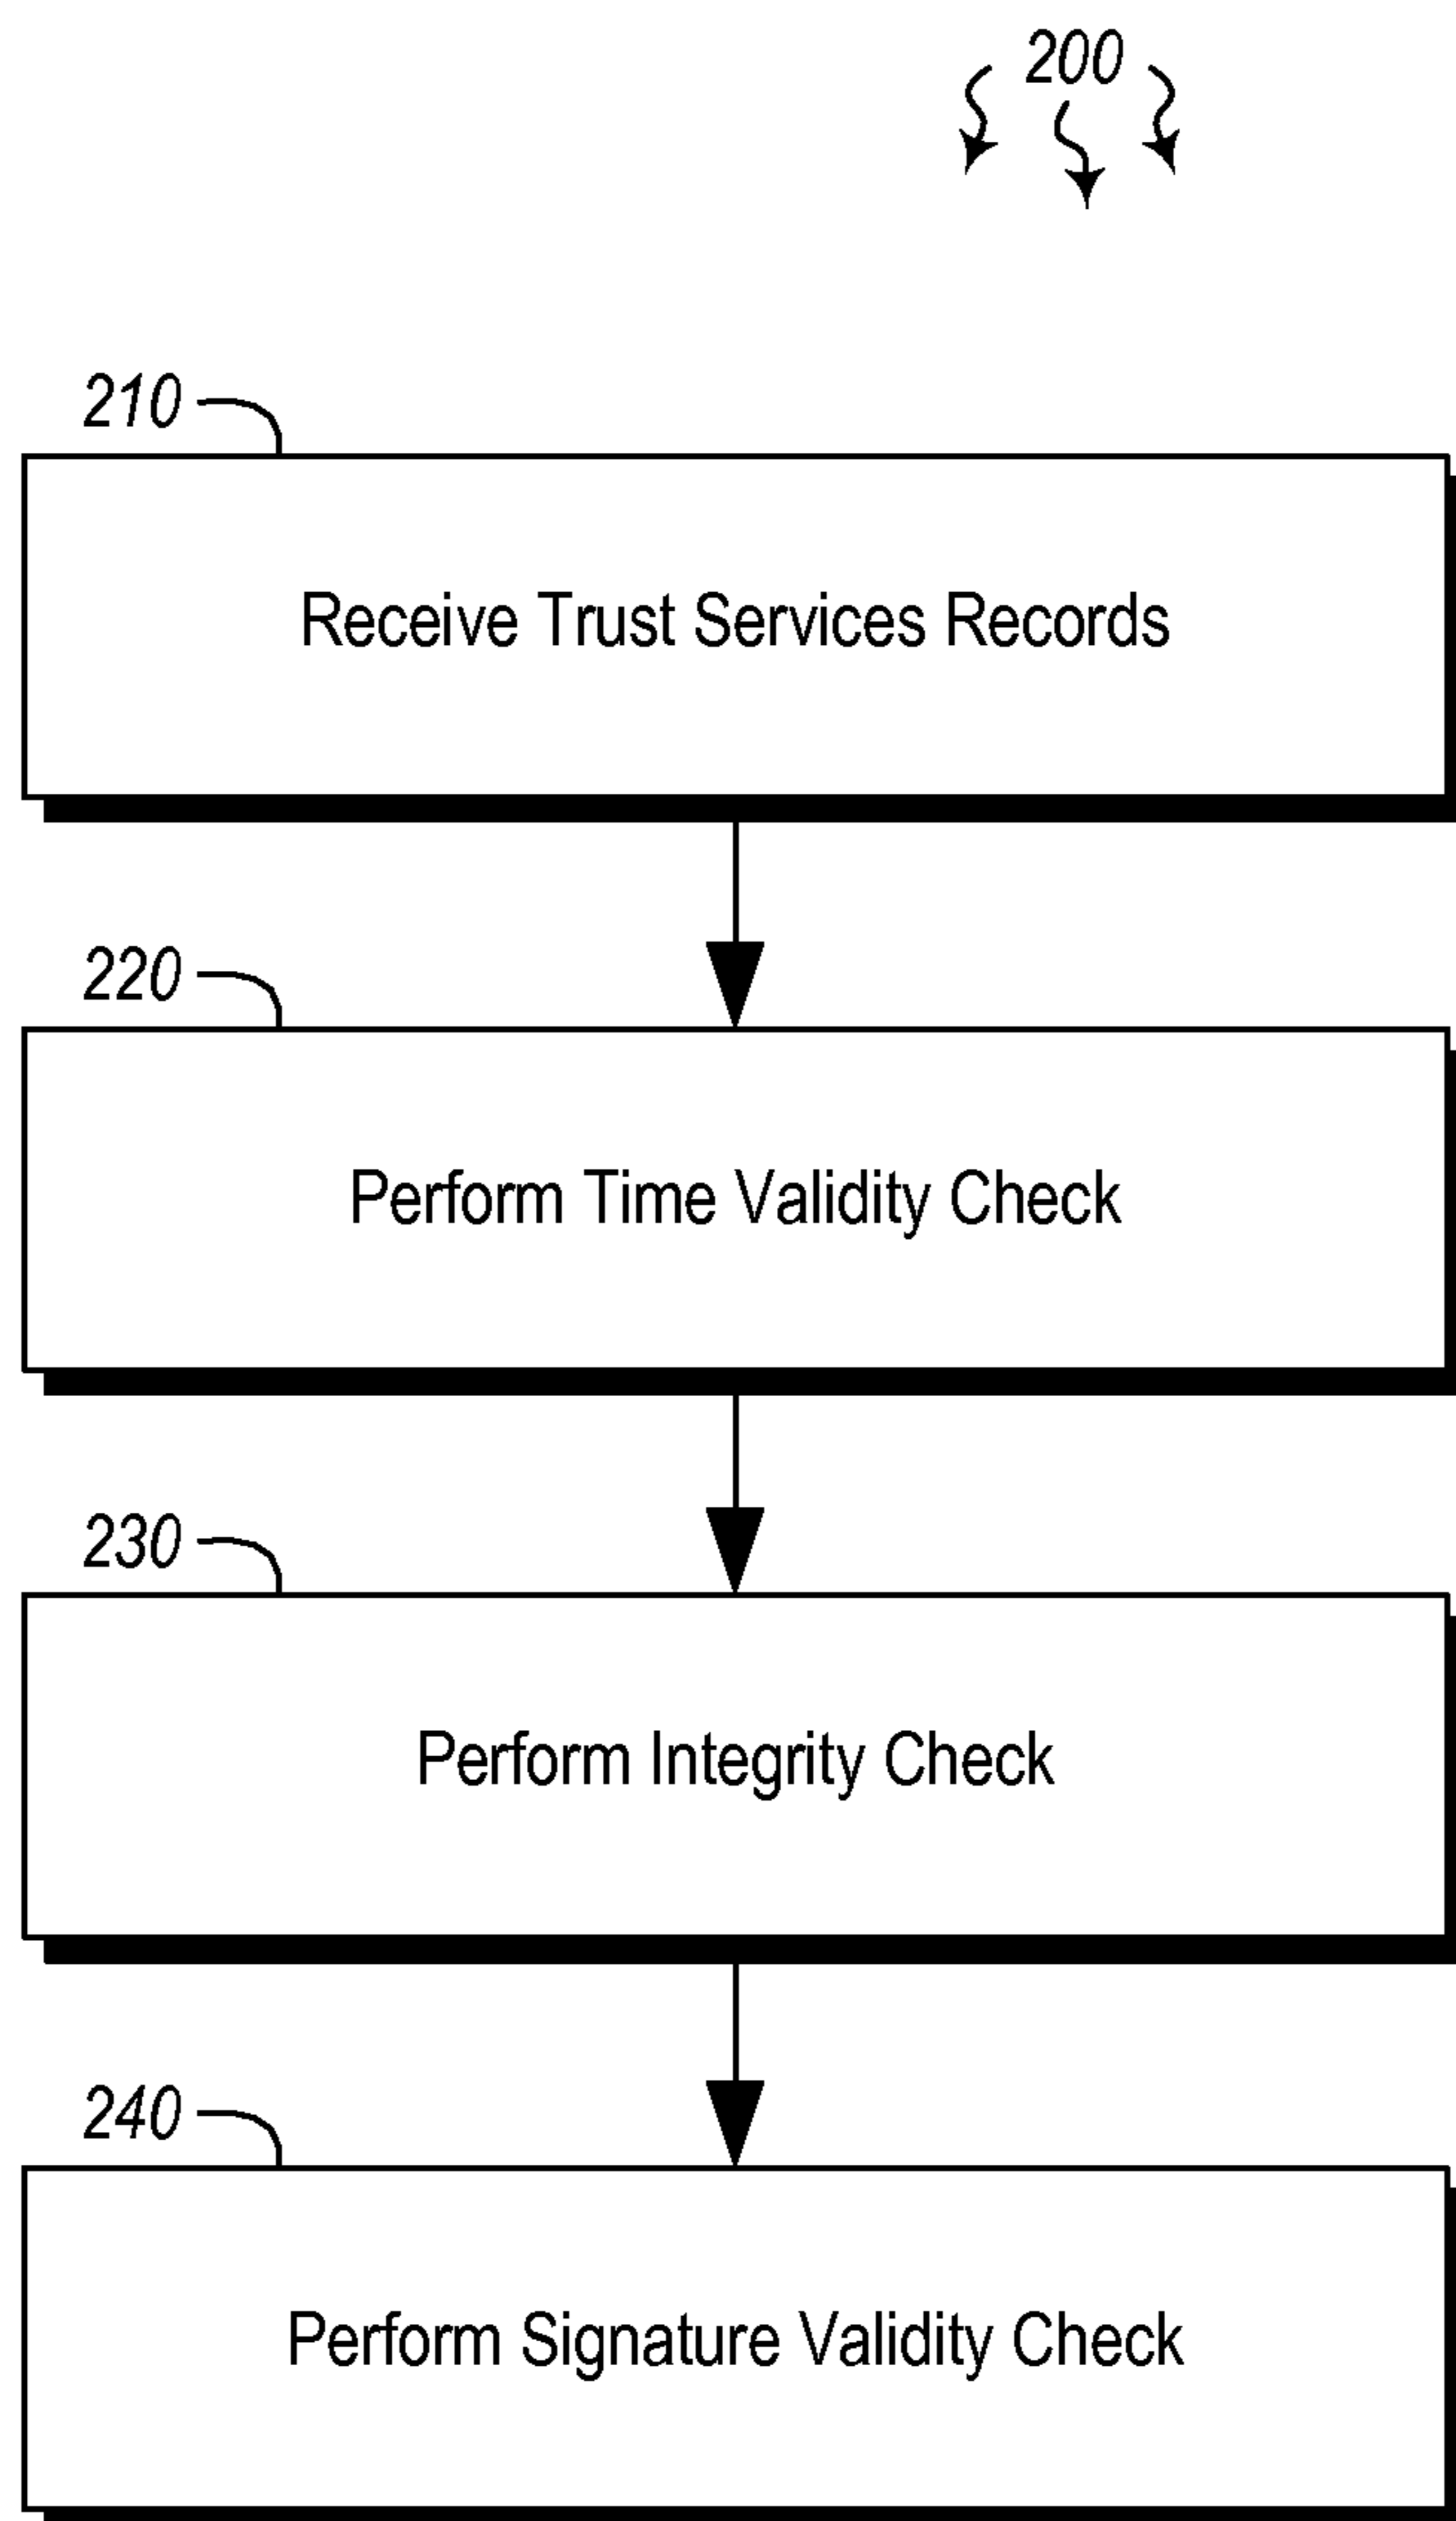 200
210
Receive Trust Services Records
220
Perform Time Validity Check
230
Perform Integrity Check
240
Perform Signature Validity Check